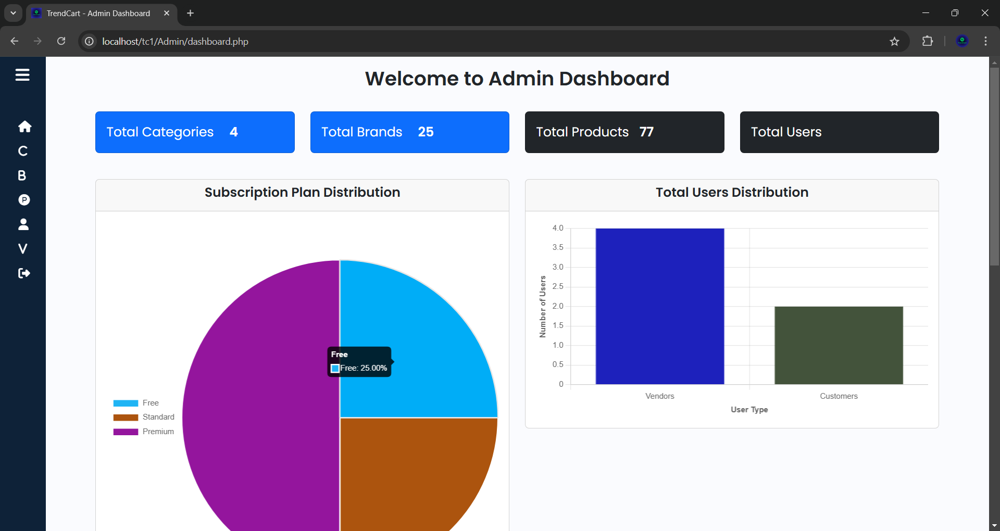 TrendCart - Admin Dashboard
localhost/tc1/Admin/dashboard.php
Welcome to Admin Dashboard
Total Categories 4
Total Brands 25
Total Products 77
Total Users
C
B
P
V
Subscription Plan Distribution
Free
Free: 25.00%
Free
Standard
Premium
Total Users Distribution
4.0
3.5
3.0
2.5
2.0
1.5
1.0
0.5
0
Number of Users
Vendors
Customers
User Type